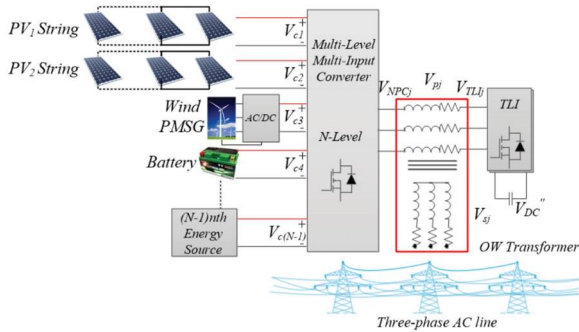 PV1 String
Vc1
Multi-Level
Multi-Input
Converter
PV2 String
Vc2
VNPCj
Vpj
VTLIj
Wind
PMSG
AC/DC
Vc3
TLI
N-Level
Battery
Vc4
VDC"
Vsj
(N-1)nth
Energy
Source
Vc(N-1)
OW Transformer
Three-phase AC line